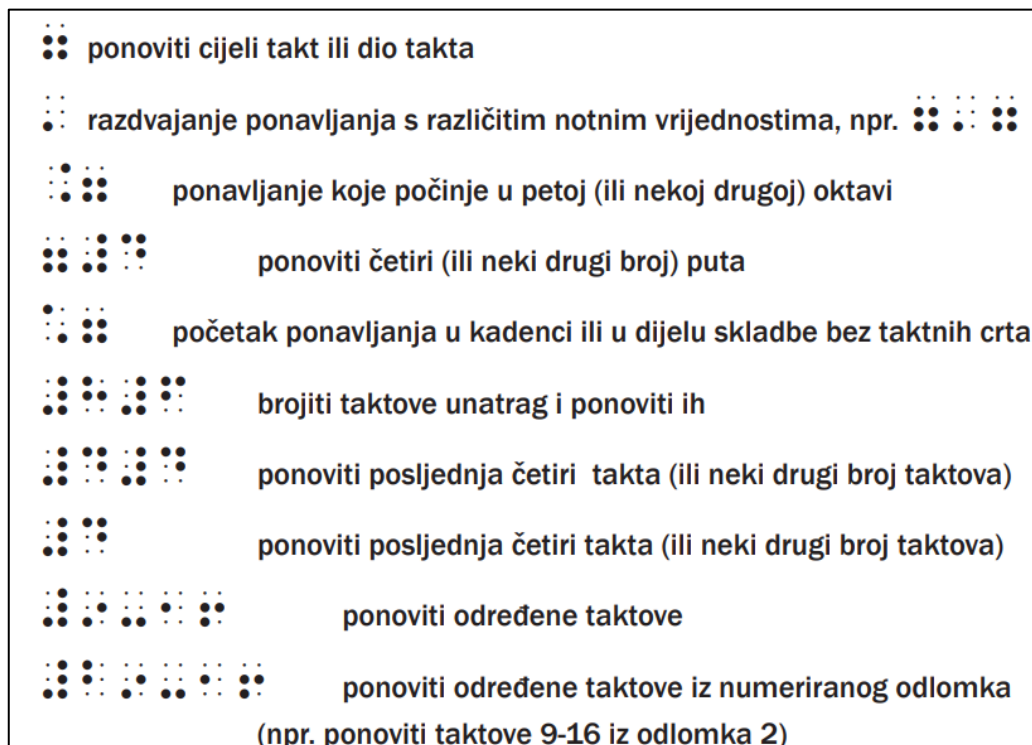 ⠶ ponoviti cijeli takt ili dio takta
⠄ razdvajanje ponavljanja s različitim notnim vrijednostima, npr. ⠶⠄⠶
⠨⠶ ponavljanje koje počinje u petoj (ili nekoj drugoj) oktavi
⠶⠼⠙ ponoviti četiri (ili neki drugi broj) puta
⠡⠶ početak ponavljanja u kadenci ili u dijelu skladbe bez taktnih crta
⠼⠓⠼⠋ brojiti taktove unatrag i ponoviti ih
⠼⠙⠼⠙ ponoviti posljednja četiri takta (ili neki drugi broj taktova)
⠼⠙ ponoviti posljednja četiri takta (ili neki drugi broj taktova)
⠼⠔⠤⠂⠖ ponoviti određene taktove
⠼⠃⠔⠤⠂⠖ ponoviti određene taktove iz numeriranog odlomka
(npr. ponoviti taktove 9-16 iz odlomka 2)